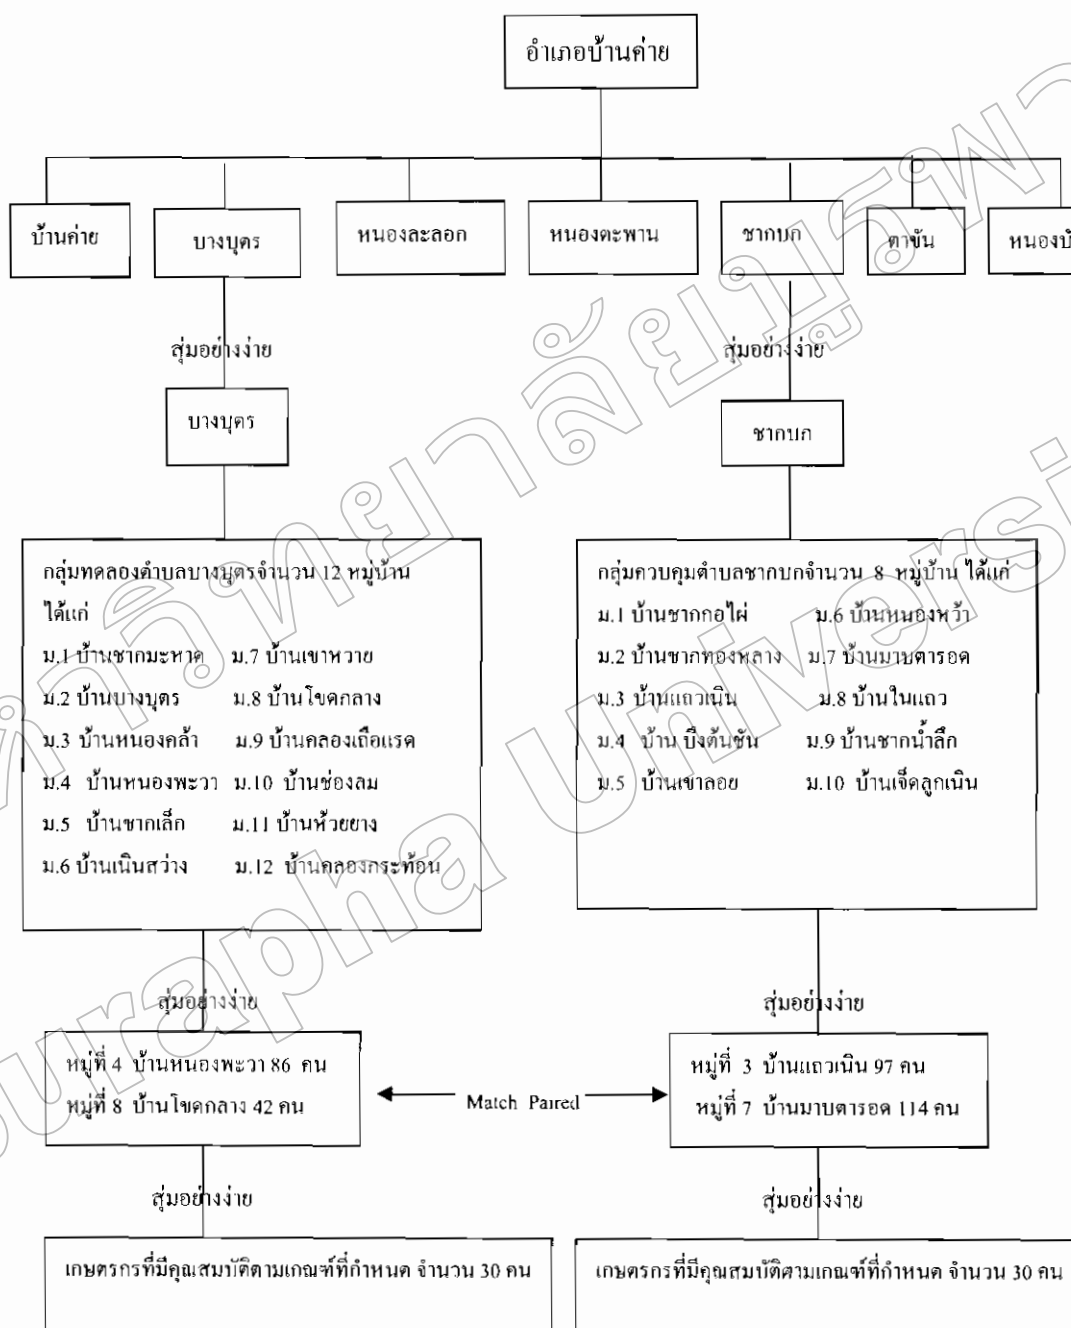 อำเภอบ้านค่าย
บ้านค่าย
บางบุตร
หนองละลอก
หนองตะพาน
ชากบก
ตาขัน
สุ่มอย่างง่าย
สุ่มอย่างง่าย
บางบุตร
ชากบก
กลุ่มทดลองตำบลบางบุตรจำนวน 12 หมู่บ้าน
ได้แก่
ม.1 บ้านชากมะหาด ม.7 บ้านเขาหวาย
ม.2 บ้านบางบุตร ม.8 บ้านโขดกลาง
ม.3 บ้านหนองคล้า ม.9 บ้านคลองเถือแรด
ม.4 บ้านหนองพะวา ม.10 บ้านช่องลม
ม.5 บ้านชากเล็ก ม.11 บ้านห้วยยาง
ม.6 บ้านเนินสว่าง ม.12 บ้านคลองกระท้อน
กลุ่มควบคุมตำบลชากบกจำนวน 8 หมู่บ้าน ได้แก่
ม.1 บ้านชากกอไผ่ ม.6 บ้านหนองหว้า
ม.2 บ้านชากทองหลาง ม.7 บ้านมาบตารอด
ม.3 บ้านแถวเนิน ม.8 บ้านในแถว
ม.4 บ้าน บึงต้นชัน ม.9 บ้านชากน้ำลึก
ม.5 บ้านเขาลอย ม.10 บ้านเจ็ดลูกเนิน
สุ่มอย่างง่าย
สุ่มอย่างง่าย
หมู่ที่ 4 บ้านหนองพะวา 86 คน
หมู่ที่ 8 บ้านโขดกลาง 42 คน
Match Paired
หมู่ที่ 3 บ้านแถวเนิน 97 คน
หมู่ที่ 7 บ้านมาบตารอด 114 คน
สุ่มอย่างง่าย
สุ่มอย่างง่าย
เกษตรกรที่มีคุณสมบัติตามเกณฑ์ที่กำหนด จำนวน 30 คน
เกษตรกรที่มีคุณสมบัติตามเกณฑ์ที่กำหนด จำนวน 30 คน